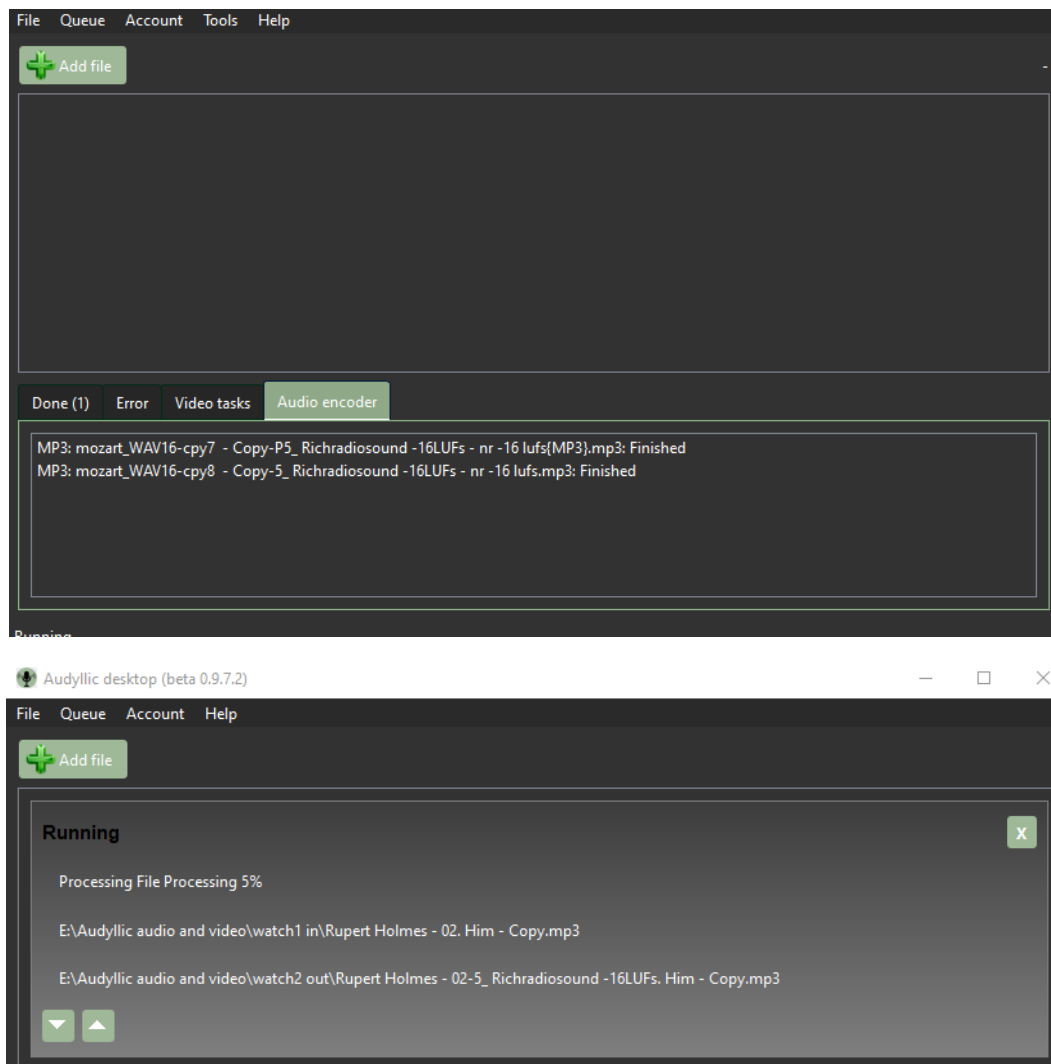 File Queue Account Tools Help
Add file
-
Done (1) Error Video tasks Audio encoder
MP3: mozart_WAV16-cpy7 - Copy-P5_ Richradiosound -16LUFs - nr -16 lufs{MP3}.mp3: Finished
MP3: mozart_WAV16-cpy8 - Copy-5_ Richradiosound -16LUFs - nr -16 lufs.mp3: Finished
Running
Audyllic desktop (beta 0.9.7.2)
File Queue Account Help
Add file
Running
X
Processing File Processing 5%
E:\Audyllic audio and video\watch1 in\Rupert Holmes - 02. Him - Copy.mp3
E:\Audyllic audio and video\watch2 out\Rupert Holmes - 02-5_ Richradiosound -16LUFs. Him - Copy.mp3